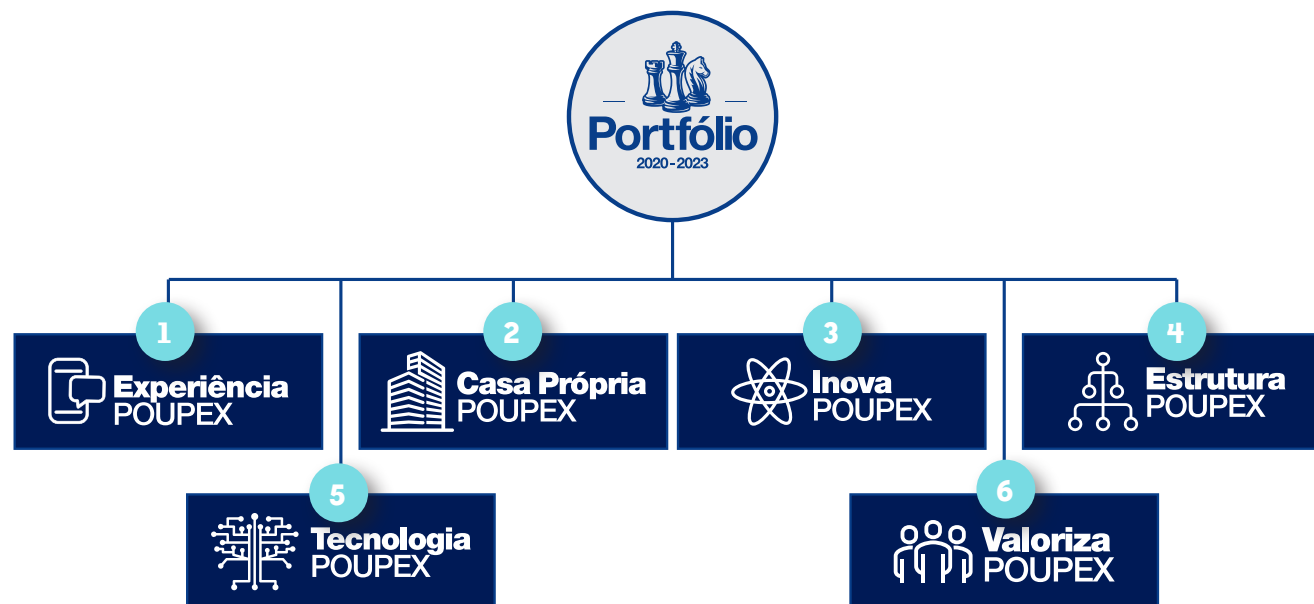 Portfólio
2020-2023
1
Experiência
POUPEX
2
Casa Própria
POUPEX
3
Inova
POUPEX
4
Estrutura
POUPEX
5
Tecnologia
POUPEX
6
Valoriza
POUPEX